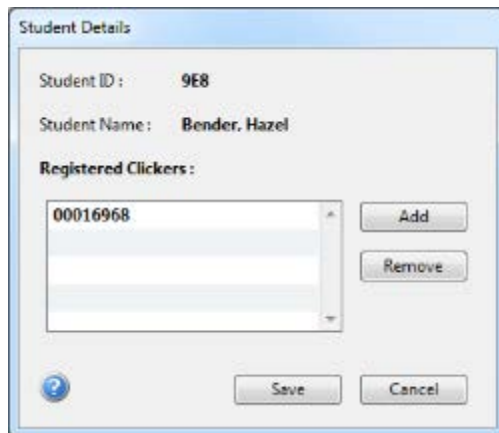 Student Details
Student ID : 9E8
Student Name : Bender, Hazel
Registered Clickers :
00016968
Add
Remove
?
Save Cancel